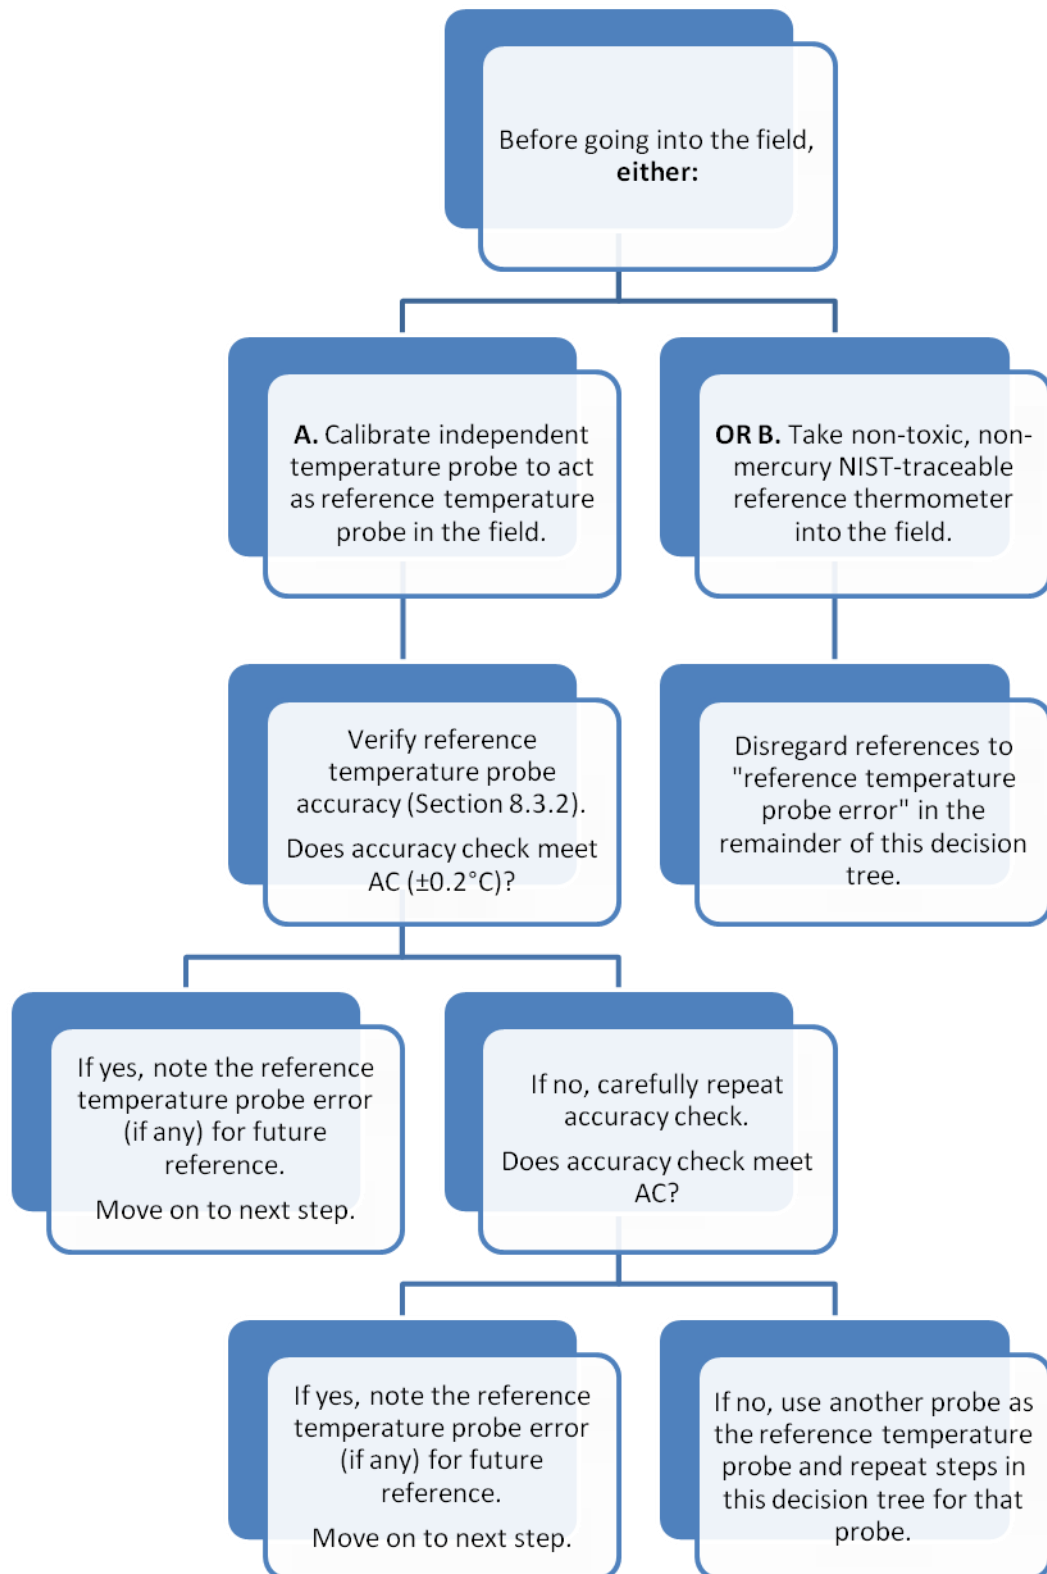 Before going into the field,
either:
A. Calibrate independent
temperature probe to act
as reference temperature
probe in the field.
OR B. Take non-toxic, non-
mercury NIST-traceable
reference thermometer
into the field.
Verify reference
temperature probe
accuracy (Section 8.3.2).
Does accuracy check meet
AC (±0.2°C)?
Disregard references to
"reference temperature
probe error" in the
remainder of this decision
tree.
If yes, note the reference
temperature probe error
(if any) for future
reference.
Move on to next step.
If no, carefully repeat
accuracy check.
Does accuracy check meet
AC?
If yes, note the reference
temperature probe error
(if any) for future
reference.
Move on to next step.
If no, use another probe as
the reference temperature
probe and repeat steps in
this decision tree for that
probe.